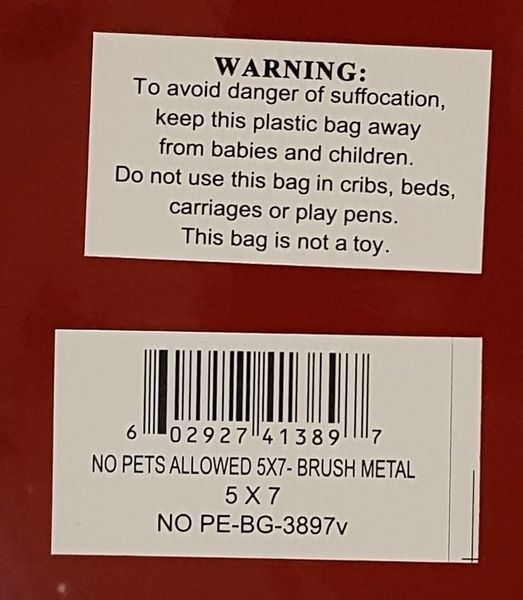 WARNING:
To avoid danger of suffocation,
keep this plastic bag away
from babies and children.
Do not use this bag in cribs, beds,
carriages or play pens.
This bag is not a toy.
6 02927 41389 7
NO PETS ALLOWED 5X7- BRUSH METAL
5 X 7
NO PE-BG-3897v